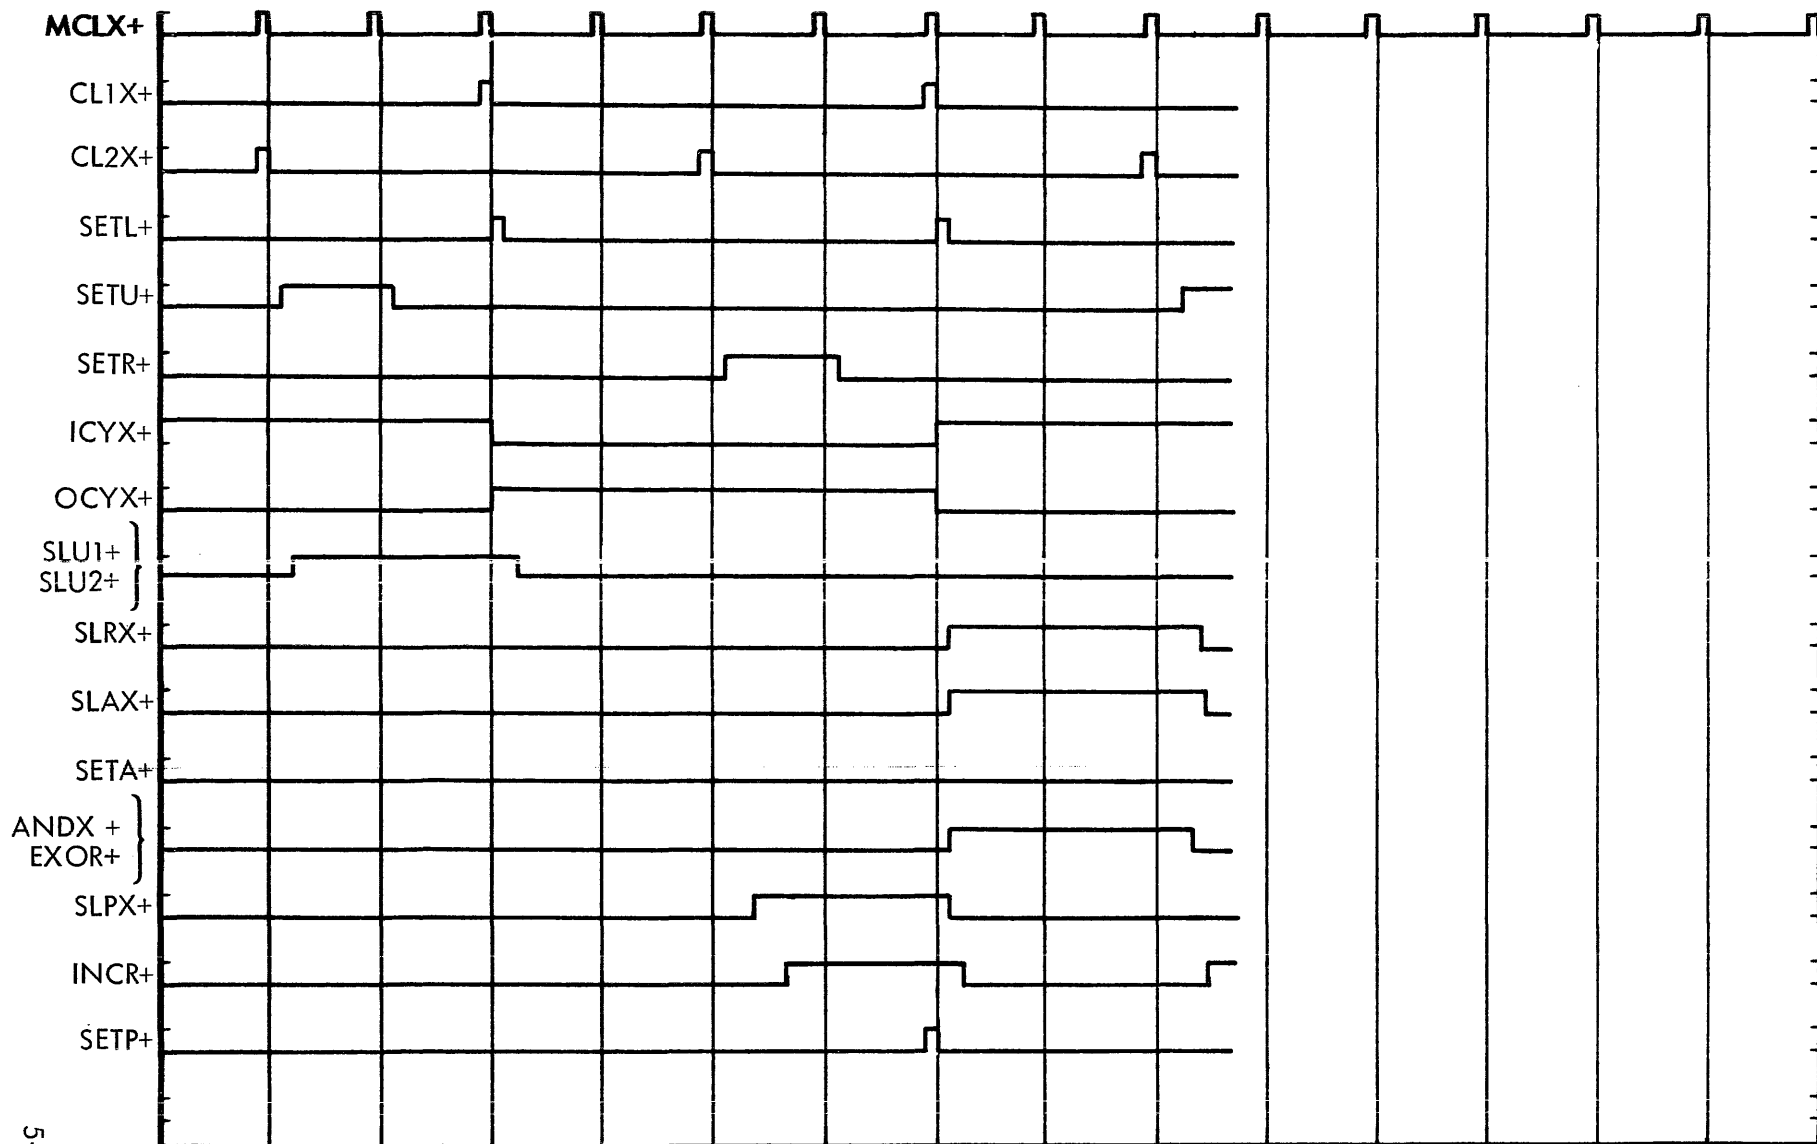 MCLX+
CL1X+
CL2X+
SETL+
SETU+
SETR+
ICYX+
OCYX+
SLU1+
SLU2+
SLRX+
SLAX+
SETA+
ANDX +
EXOR+
SLPX+
INCR+
SETP+